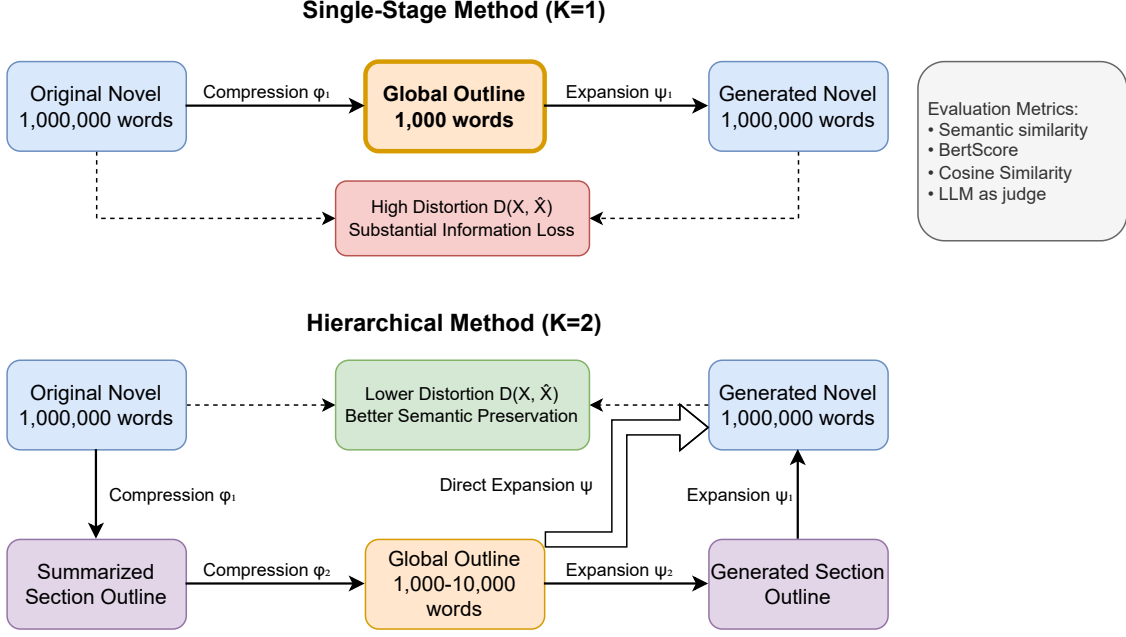 Single-Stage Method (K=1)
Original Novel
1,000,000 words
Compression φ₁
Global Outline
1,000 words
Expansion ψ₁
Generated Novel
1,000,000 words
Evaluation Metrics:
• Semantic similarity
• BertScore
• Cosine Similarity
• LLM as judge
High Distortion D(X, X̂)
Substantial Information Loss
Hierarchical Method (K=2)
Original Novel
1,000,000 words
Lower Distortion D(X, X̂)
Better Semantic Preservation
Generated Novel
1,000,000 words
Compression φ₁
Direct Expansion ψ
Expansion ψ₁
Summarized
Section Outline
Compression φ₂
Global Outline
1,000-10,000
words
Expansion ψ₂
Generated Section
Outline